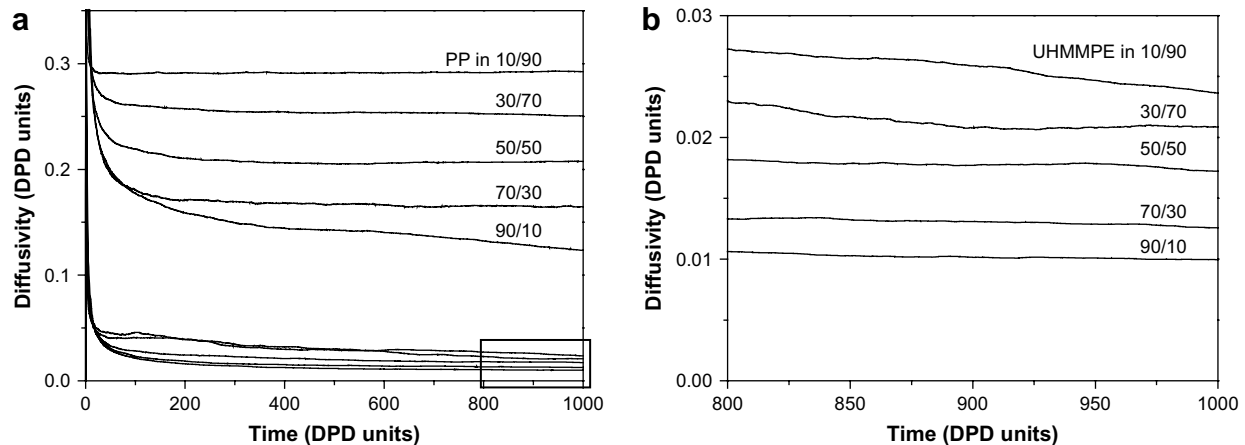 a
PP in 10/90
30/70
50/50
70/30
90/10
0.3
0.2
0.1
0.0
0 200 400 600 800 1000
Diffusivity (DPD units)
Time (DPD units)
b
UHMMPE in 10/90
30/70
50/50
70/30
90/10
0.03
0.02
0.01
0.00
800 850 900 950 1000
Diffusivity (DPD units)
Time (DPD units)